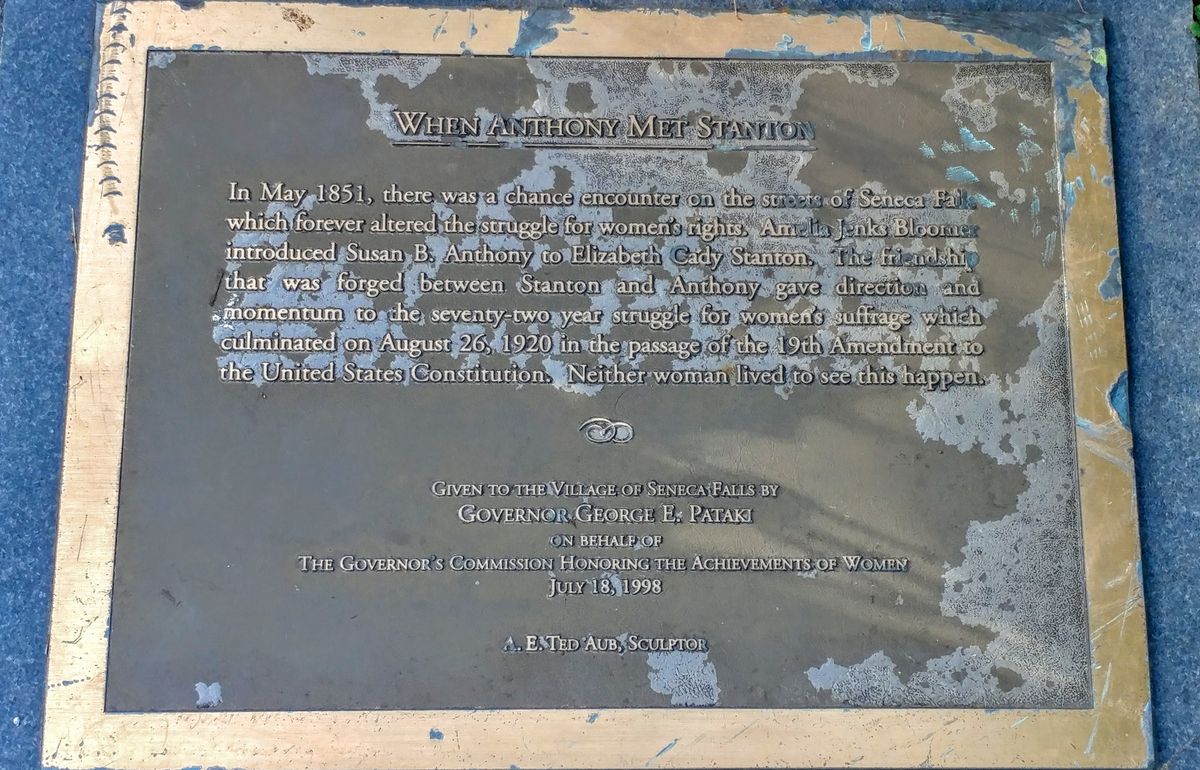 When Anthony Met Stanton
In May 1851, there was a chance encounter on the streets of Seneca Falls
which forever altered the struggle for women's rights. Amelia Jenks Bloomer
introduced Susan B. Anthony to Elizabeth Cady Stanton. The friendship
that was forged between Stanton and Anthony gave direction and
momentum to the seventy-two year struggle for women's suffrage which
culminated on August 26, 1920 in the passage of the 19th Amendment to
the United States Constitution. Neither woman lived to see this happen.
Given to the Village of Seneca Falls by
Governor George E. Pataki
on behalf of
The Governor's Commission Honoring the Achievements of Women
July 18, 1998
A. E. Ted Aub, Sculptor